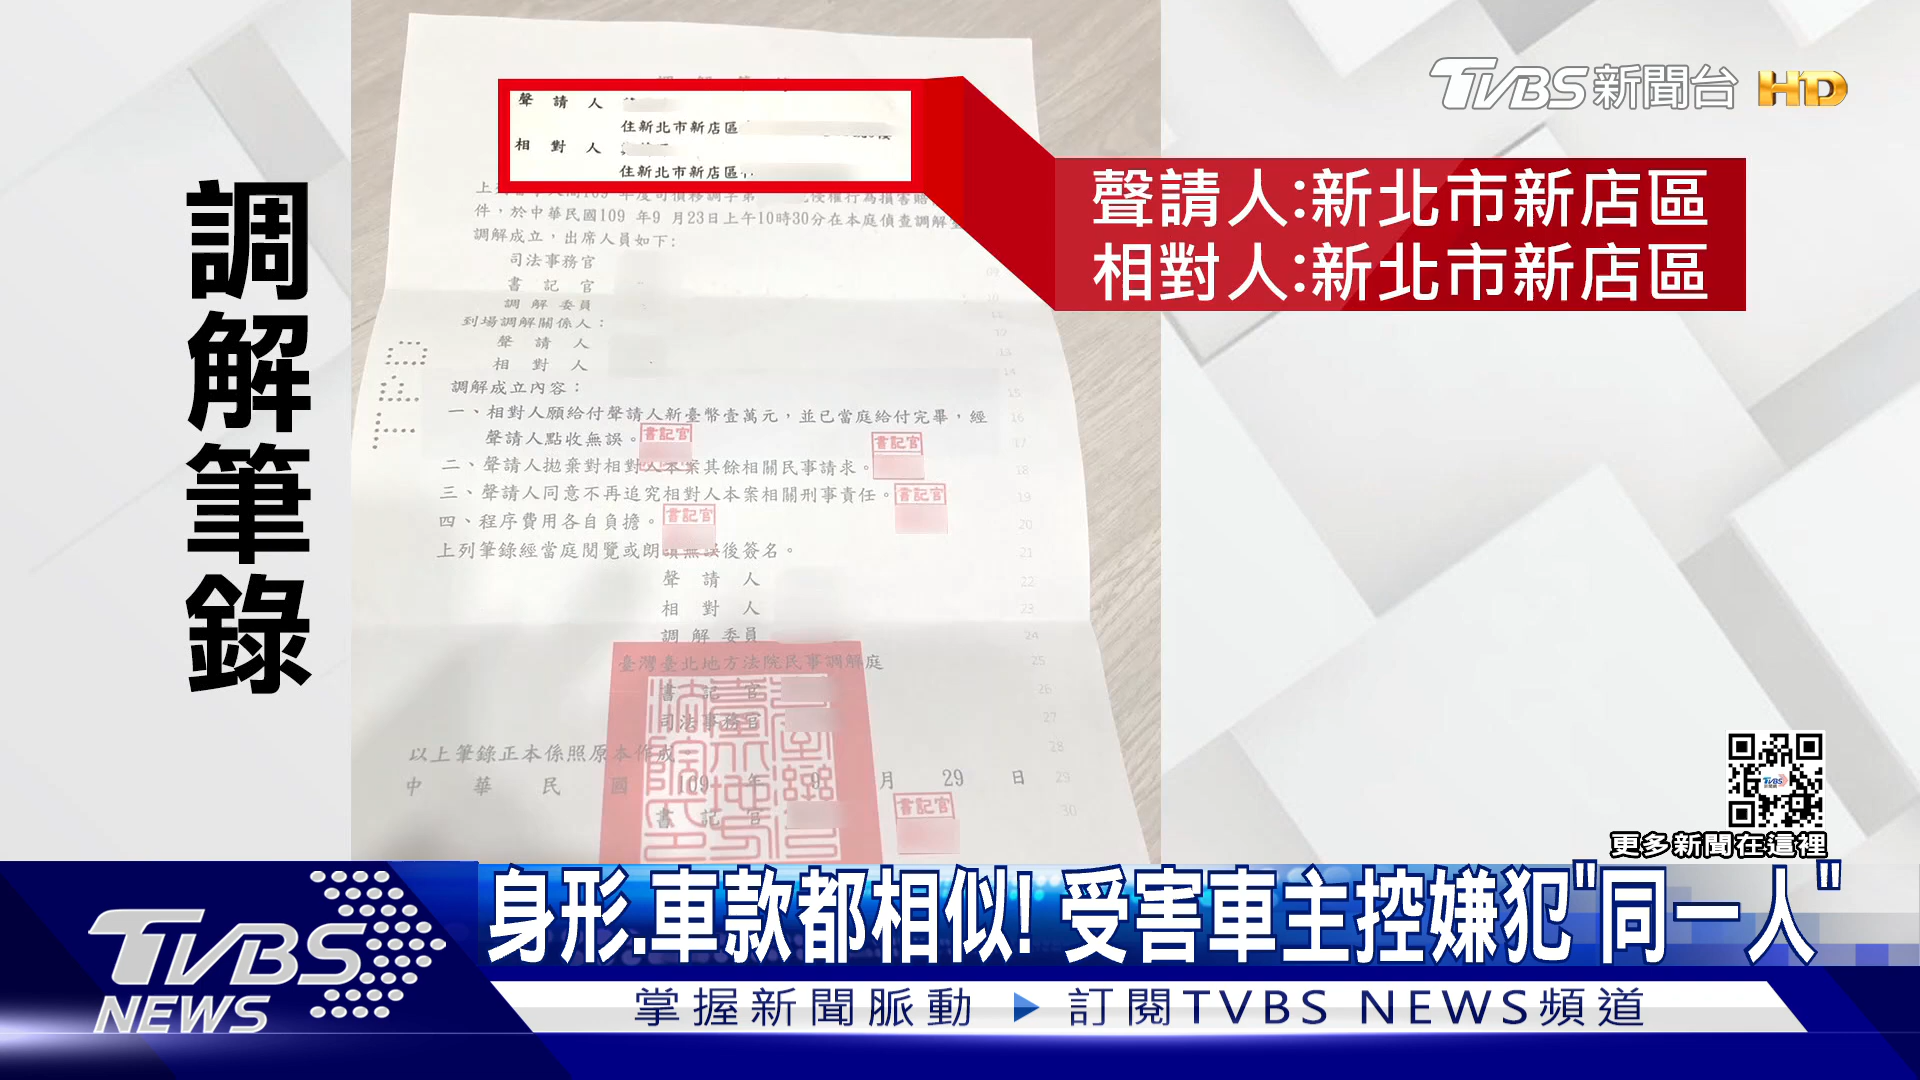 TVBS新聞台 HD
調解筆錄
聲請人
住新北市新店區
相對人
住新北市新店區
聲請人:新北市新店區
相對人:新北市新店區
件,於中華民國109 年9 月23日上午10時30分在本庭偵查調解
調解成立,出席人員如下:
司法事務官
書記官
調解委員
到場調解關係人:
聲請人
相對人
調解成立內容:
一、相對人願給付聲請人新臺幣壹萬元,並已當庭給付完畢,經
聲請人點收無誤。
書記官
書記官
二、聲請人拋棄對相對人本案其餘相關民事請求。
三、聲請人同意不再追究相對人本案相關刑事責任。
書記官
四、程序費用各自負擔。
書記官
上列筆錄經當庭閱覽或朗讀無誤後簽名。
聲請人
相對人
調解委員
臺灣臺北地方法院民事調解庭
書記官
司法事務官
以上筆錄正本係照原本作成。
中華民國 109 年 9 月 29 日
書記官
書記官
TVBS
更多新聞在這裡
身形.車款都相似! 受害車主控嫌犯"同一人"
TVBS NEWS
掌握新聞脈動 ▶ 訂閱TVBS NEWS頻道